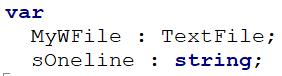 var
MyWFile : TextFile;
sOneline : string;